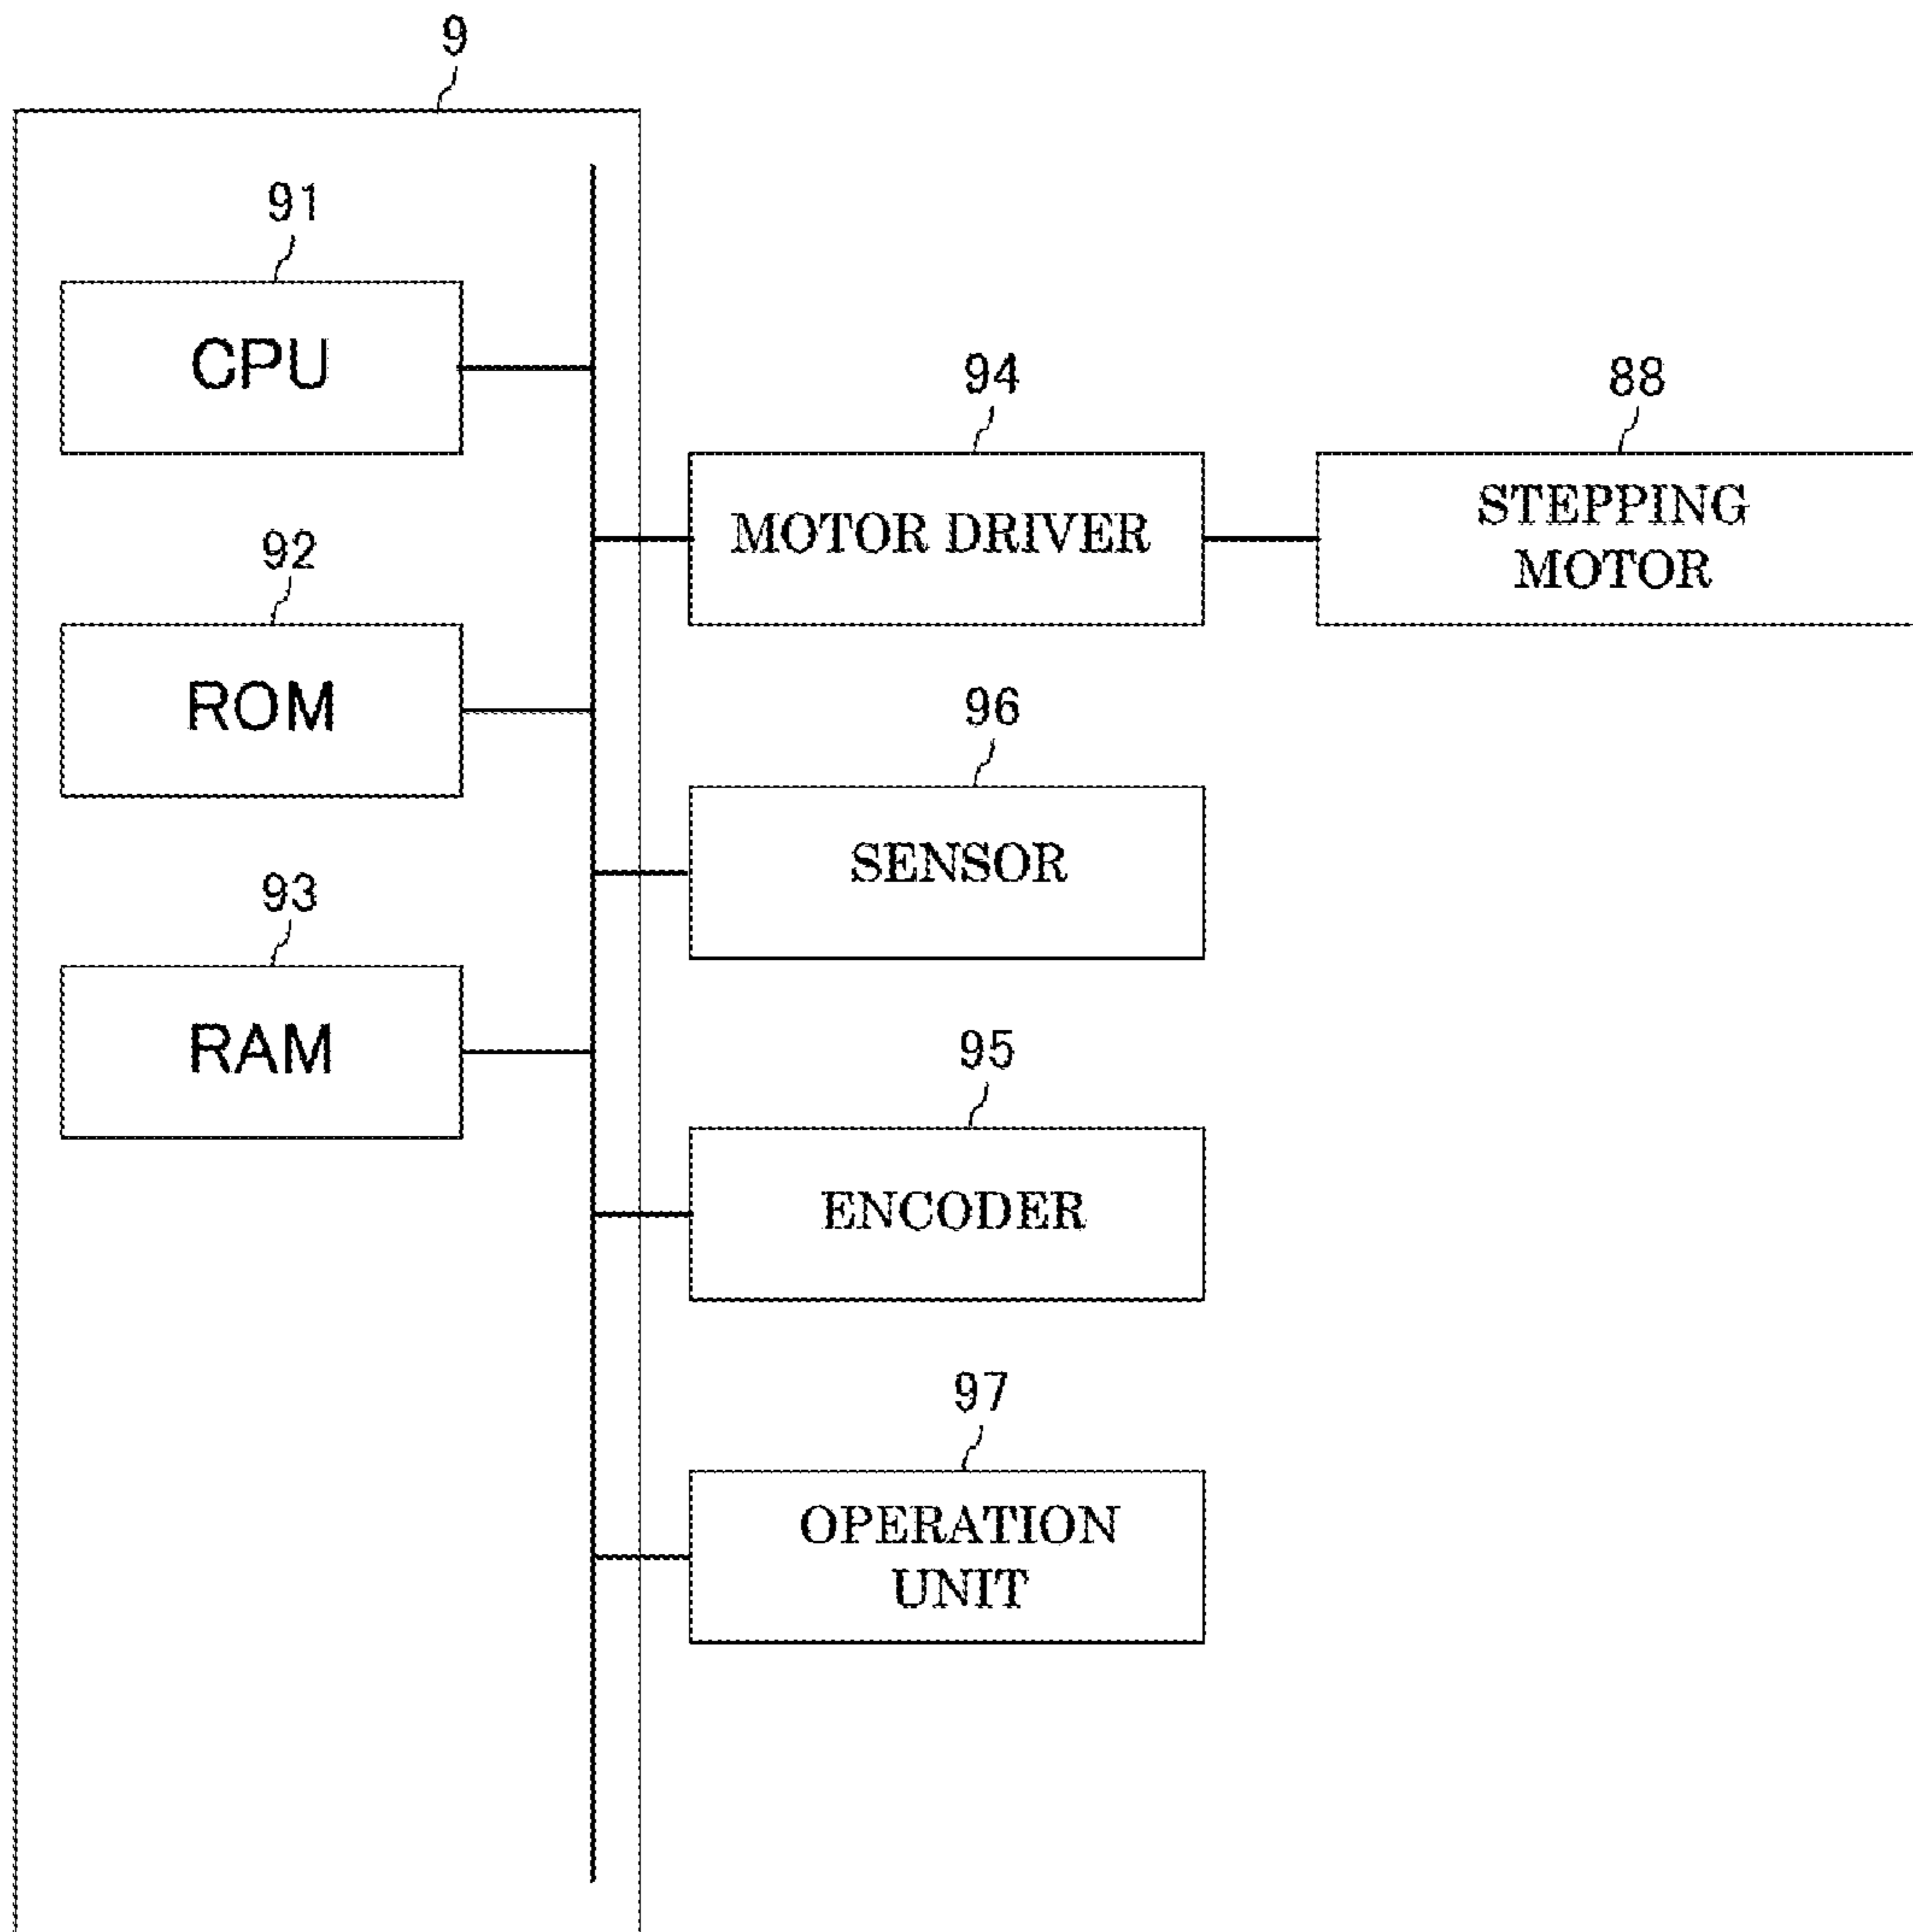 9
91
CPU
92
ROM
93
RAM
94
MOTOR DRIVER
88
STEPPING
MOTOR
96
SENSOR
95
ENCODER
97
OPERATION
UNIT